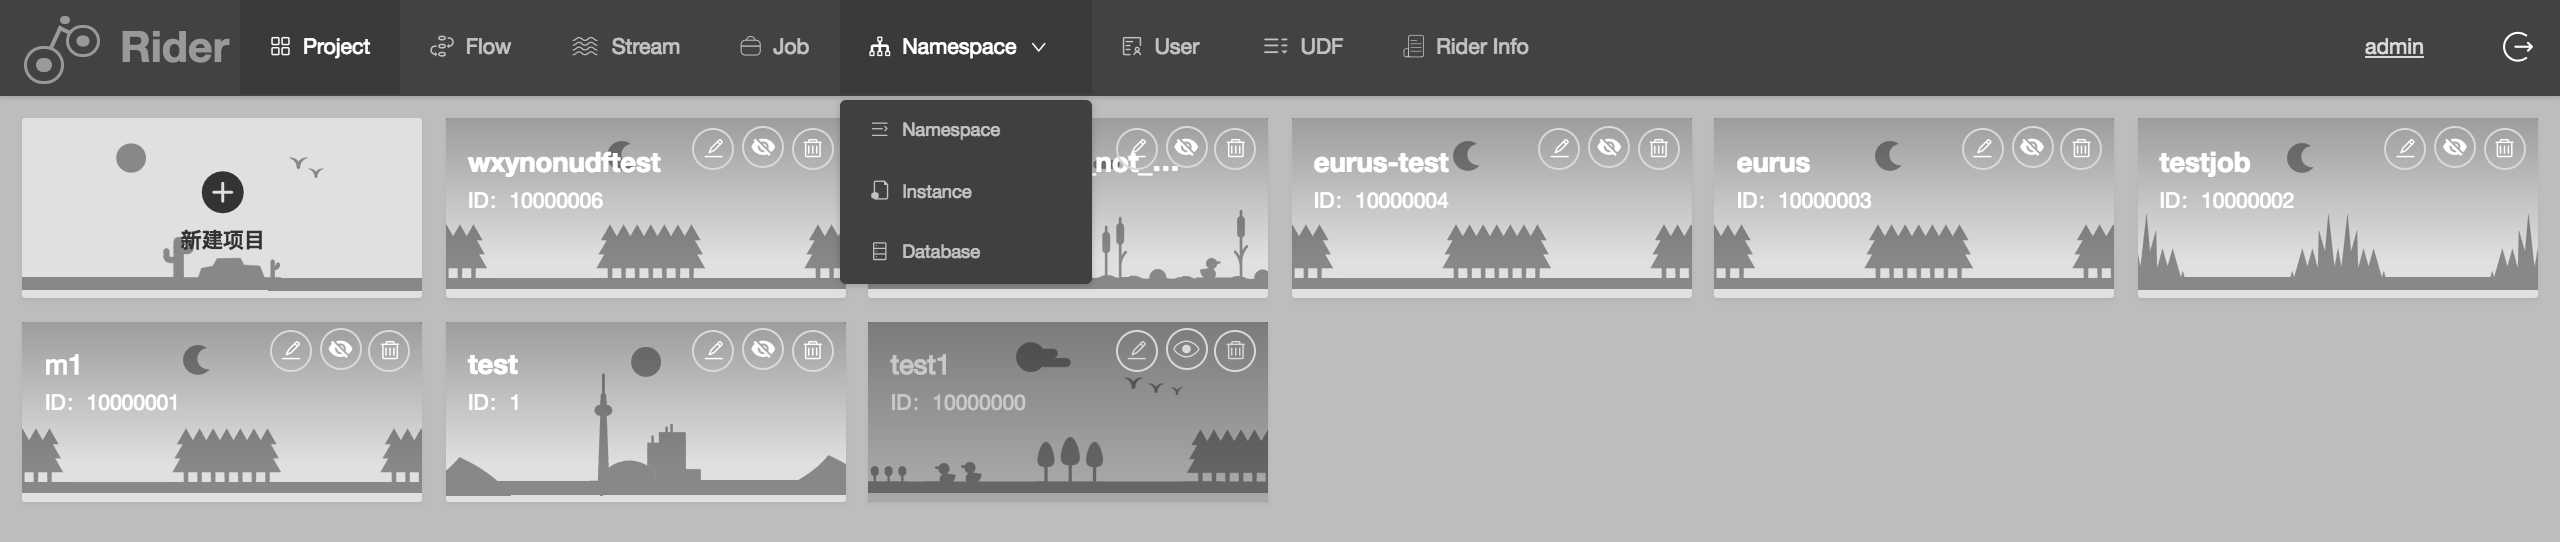 Rider
Project
Flow
Stream
Job
Namespace
User
UDF
Rider Info
admin
Namespace
Instance
Database
新建项目
wxynonudftest
ID: 10000006
_not_...
eurus-test
ID: 10000004
eurus
ID: 10000003
testjob
ID: 10000002
m1
ID: 10000001
test
ID: 1
test1
ID: 10000000